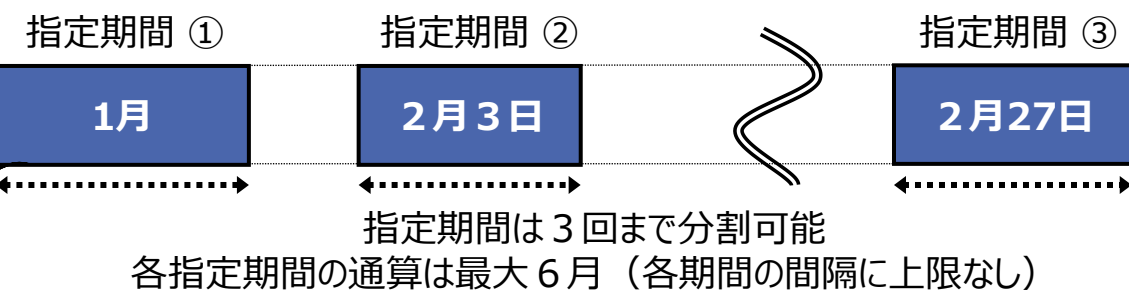 指定期間 ① 指定期間 ② 指定期間 ③
1月 ２月３日 ２月27日
指定期間は３回まで分割可能
各指定期間の通算は最大６月（各期間の間隔に上限なし）